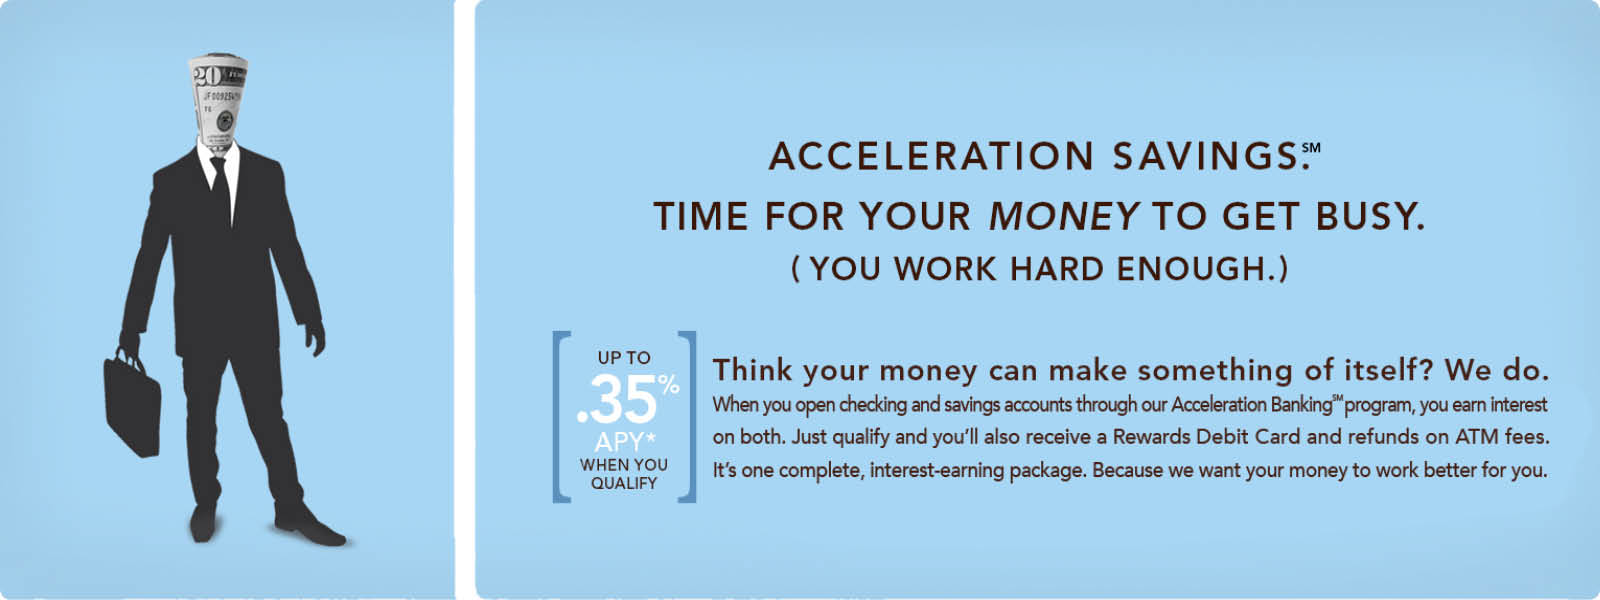 20
ACCELERATION SAVINGS.℠
TIME FOR YOUR MONEY TO GET BUSY.
( YOU WORK HARD ENOUGH.)
UP TO
.35%
APY*
WHEN YOU
QUALIFY
Think your money can make something of itself? We do.
When you open checking and savings accounts through our Acceleration Banking℠ program, you earn interest
on both. Just qualify and you'll also receive a Rewards Debit Card and refunds on ATM fees.
It's one complete, interest-earning package. Because we want your money to work better for you.